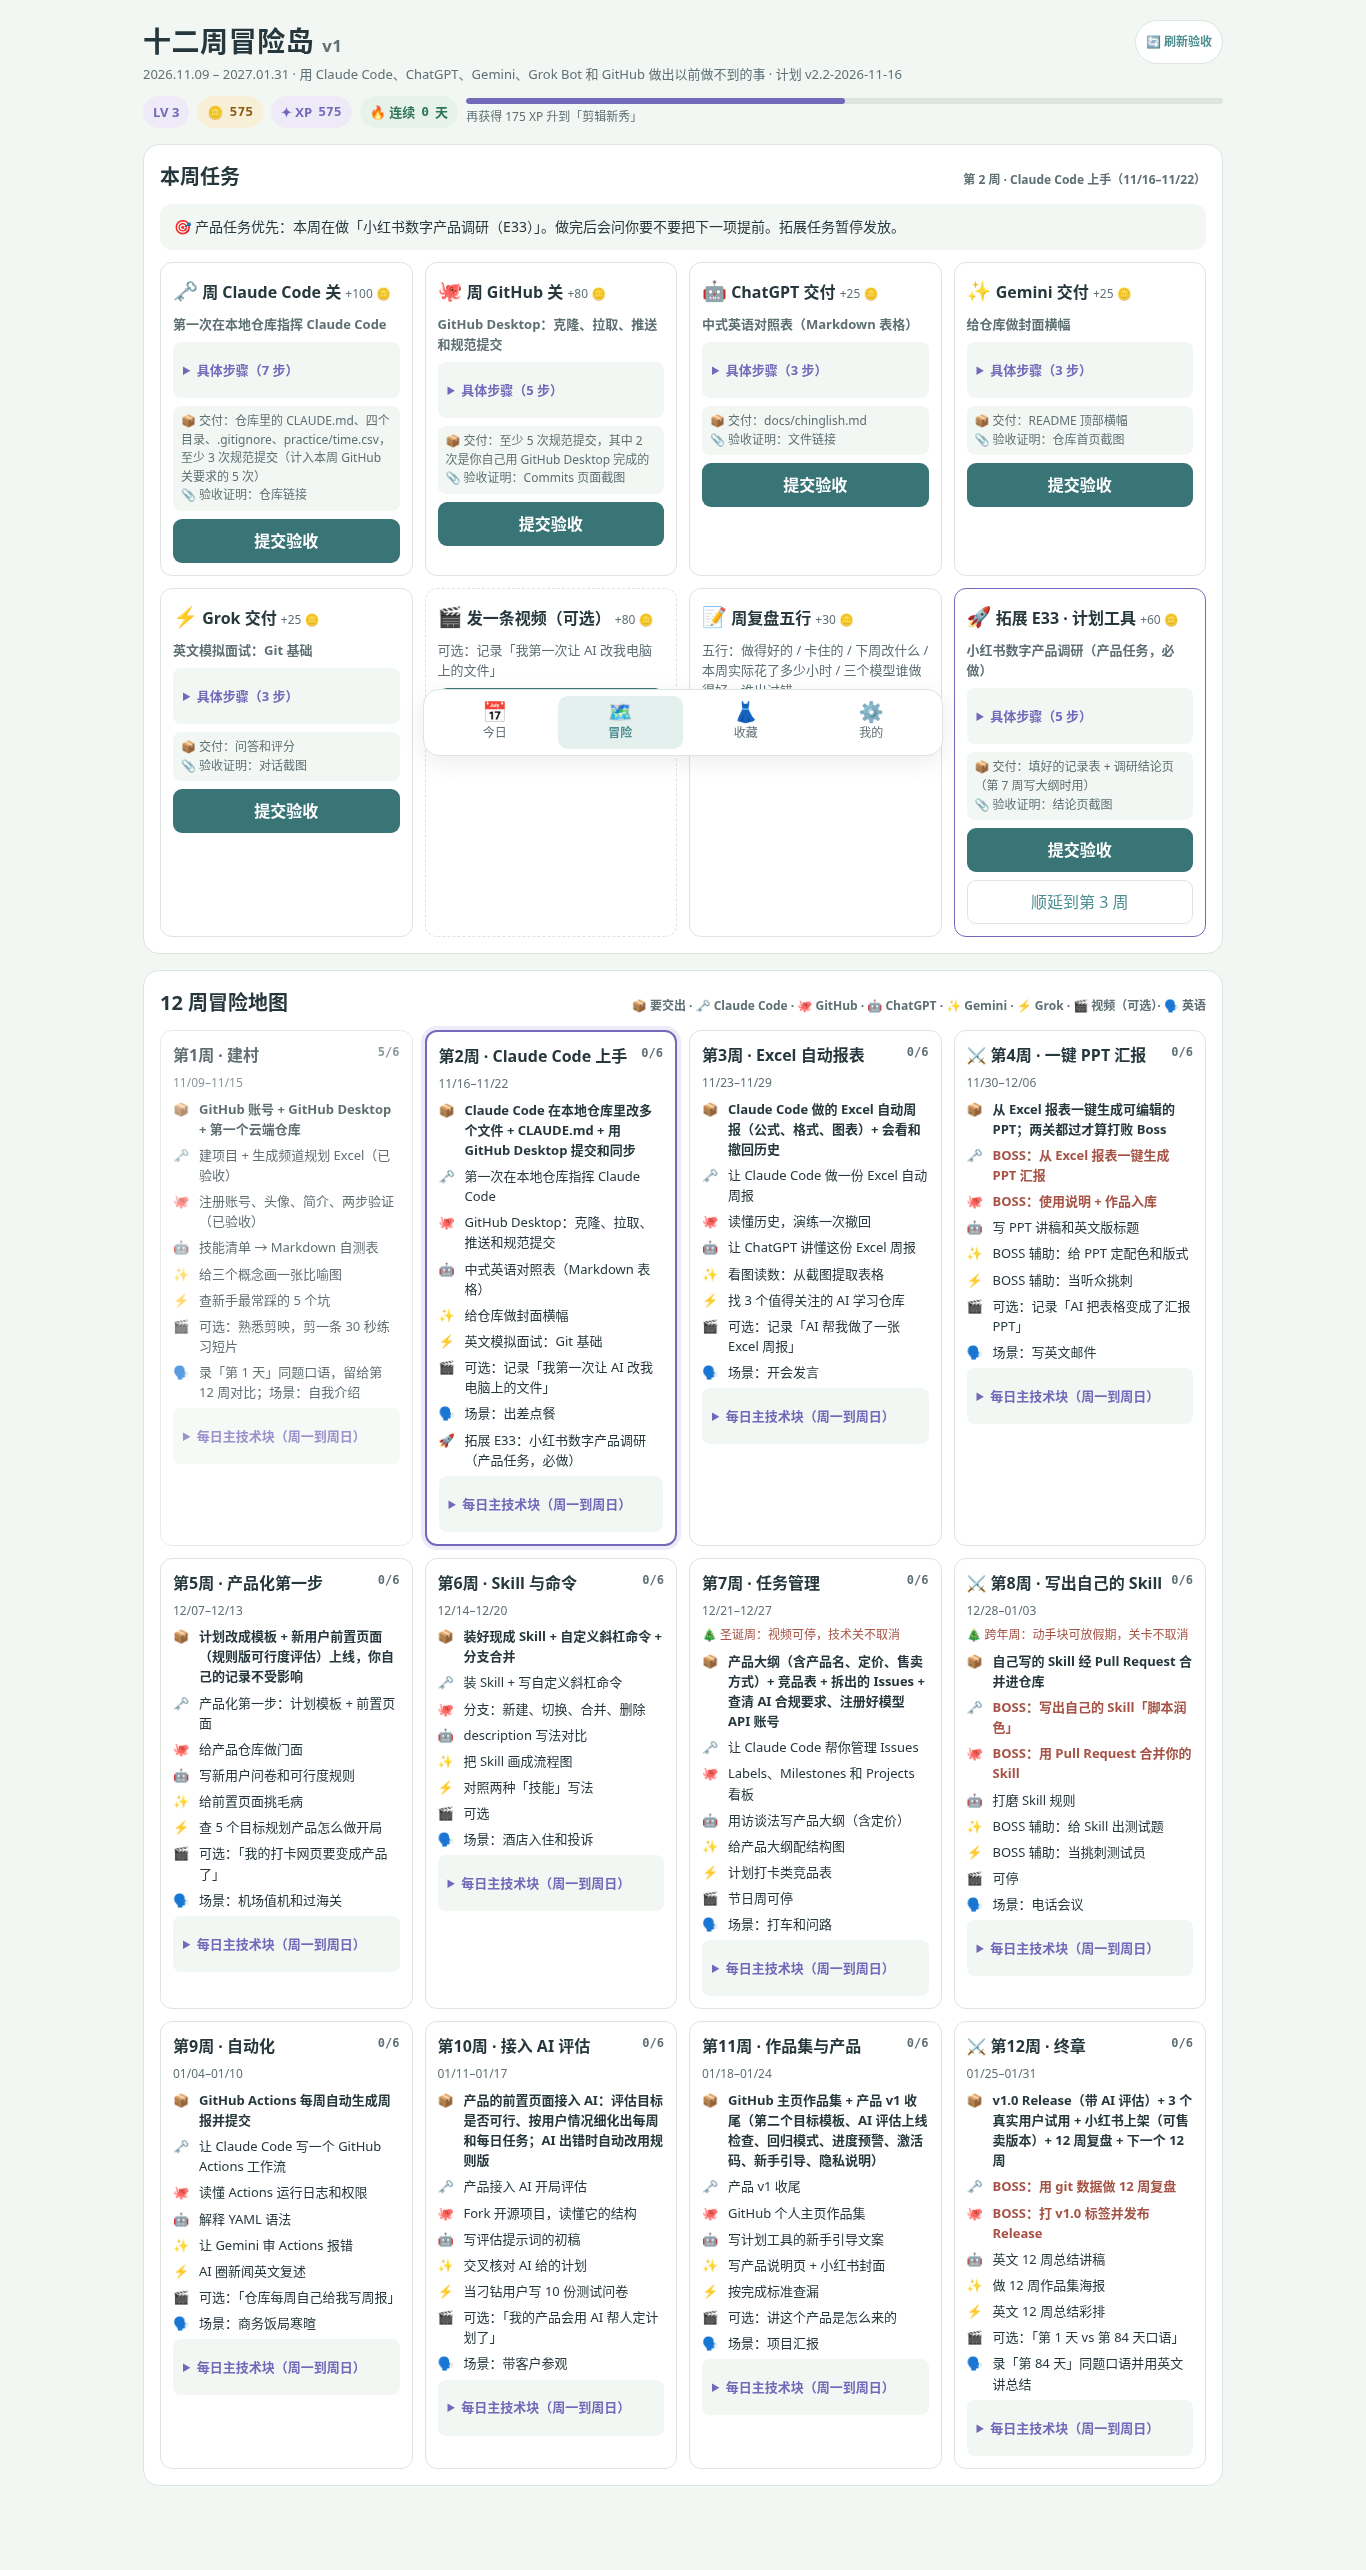 十二周冒险岛 v1
🔄 刷新验收
2026.11.09 – 2027.01.31 · 用 Claude Code、ChatGPT、Gemini、Grok Bot 和 GitHub 做出以前做不到的事 · 计划 v2.2-2026-11-16
LV 3
🪙 575
✦ XP 575
🔥 连续 0 天
再获得 175 XP 升到「剪辑新秀」
本周任务
第 2 周 · Claude Code 上手（11/16–11/22）
🎯 产品任务优先：本周在做「小红书数字产品调研（E33）」。做完后会问你要不要把下一项提前。拓展任务暂停发放。
🗝️ 周 Claude Code 关 +100 🪙
第一次在本地仓库指挥 Claude Code
▶ 具体步骤（7 步）
📦 交付：仓库里的 CLAUDE.md、四个
目录、.gitignore、practice/time.csv，
至少 3 次规范提交（计入本周 GitHub
关要求的 5 次）
📎 验收证明：仓库链接
提交验收
🐙 周 GitHub 关 +80 🪙
GitHub Desktop：克隆、拉取、推送
和规范提交
▶ 具体步骤（5 步）
📦 交付：至少 5 次规范提交，其中 2
次是你自己用 GitHub Desktop 完成的
📎 验收证明：Commits 页面截图
提交验收
🤖 ChatGPT 交付 +25 🪙
中式英语对照表（Markdown 表格）
▶ 具体步骤（3 步）
📦 交付：docs/chinglish.md
📎 验收证明：文件链接
提交验收
✨ Gemini 交付 +25 🪙
给仓库做封面横幅
▶ 具体步骤（3 步）
📦 交付：README 顶部横幅
📎 验收证明：仓库首页截图
提交验收
⚡ Grok 交付 +25 🪙
英文模拟面试：Git 基础
▶ 具体步骤（3 步）
📦 交付：问答和评分
📎 验收证明：对话截图
提交验收
🎬 发一条视频（可选） +80 🪙
可选：记录「我第一次让 AI 改我电脑
上的文件」
📝 周复盘五行 +30 🪙
五行：做得好的 / 卡住的 / 下周改什么 /
本周实际花了多少小时 / 三个模型谁做
🚀 拓展 E33 · 计划工具 +60 🪙
小红书数字产品调研（产品任务，必
做）
▶ 具体步骤（5 步）
📦 交付：填好的记录表 + 调研结论页
（第 7 周写大纲时用）
📎 验收证明：结论页截图
提交验收
顺延到第 3 周
📅 今日
🗺️ 冒险
👗 收藏
⚙️ 我的
12 周冒险地图
📦 要交出 · 🗝️ Claude Code · 🐙 GitHub · 🤖 ChatGPT · ✨ Gemini · ⚡ Grok · 🎬 视频（可选）· 🗣️ 英语
第1周 · 建村 5/6
11/09–11/15
📦 GitHub 账号 + GitHub Desktop
+ 第一个云端仓库
🗝️ 建项目 + 生成频道规划 Excel（已
验收）
🐙 注册账号、头像、简介、两步验证
（已验收）
🤖 技能清单 → Markdown 自测表
✨ 给三个概念画一张比喻图
⚡ 查新手最常踩的 5 个坑
🎬 可选：熟悉剪映，剪一条 30 秒练
习短片
🗣️ 录「第 1 天」同题口语，留给第
12 周对比；场景：自我介绍
▶ 每日主技术块（周一到周日）
第2周 · Claude Code 上手 0/6
11/16–11/22
📦 Claude Code 在本地仓库里改多
个文件 + CLAUDE.md + 用
GitHub Desktop 提交和同步
🗝️ 第一次在本地仓库指挥 Claude
Code
🐙 GitHub Desktop：克隆、拉取、
推送和规范提交
🤖 中式英语对照表（Markdown 表
格）
✨ 给仓库做封面横幅
⚡ 英文模拟面试：Git 基础
🎬 可选：记录「我第一次让 AI 改我
电脑上的文件」
🗣️ 场景：出差点餐
🚀 拓展 E33：小红书数字产品调研
（产品任务，必做）
▶ 每日主技术块（周一到周日）
第3周 · Excel 自动报表 0/6
11/23–11/29
📦 Claude Code 做的 Excel 自动周
报（公式、格式、图表）+ 会看和
撤回历史
🗝️ 让 Claude Code 做一份 Excel 自动
周报
🐙 读懂历史，演练一次撤回
🤖 让 ChatGPT 讲懂这份 Excel 周报
✨ 看图读数：从截图提取表格
⚡ 找 3 个值得关注的 AI 学习仓库
🎬 可选：记录「AI 帮我做了一张
Excel 周报」
🗣️ 场景：开会发言
▶ 每日主技术块（周一到周日）
⚔️ 第4周 · 一键 PPT 汇报 0/6
11/30–12/06
📦 从 Excel 报表一键生成可编辑的
PPT；两关都过才算打败 Boss
🗝️ BOSS：从 Excel 报表一键生成
PPT 汇报
🐙 BOSS：使用说明 + 作品入库
🤖 写 PPT 讲稿和英文版标题
✨ BOSS 辅助：给 PPT 定配色和版式
⚡ BOSS 辅助：当听众挑刺
🎬 可选：记录「AI 把表格变成了汇报
PPT」
🗣️ 场景：写英文邮件
▶ 每日主技术块（周一到周日）
第5周 · 产品化第一步 0/6
12/07–12/13
📦 计划改成模板 + 新用户前置页面
（规则版可行度评估）上线，你自
己的记录不受影响
🗝️ 产品化第一步：计划模板 + 前置页
面
🐙 给产品仓库做门面
🤖 写新用户问卷和可行度规则
✨ 给前置页面挑毛病
⚡ 查 5 个目标规划产品怎么做开局
🎬 可选：「我的打卡网页要变成产品
了」
🗣️ 场景：机场值机和过海关
▶ 每日主技术块（周一到周日）
第6周 · Skill 与命令 0/6
12/14–12/20
📦 装好现成 Skill + 自定义斜杠命令 +
分支合并
🗝️ 装 Skill + 写自定义斜杠命令
🐙 分支：新建、切换、合并、删除
🤖 description 写法对比
✨ 把 Skill 画成流程图
⚡ 对照两种「技能」写法
🎬 可选
🗣️ 场景：酒店入住和投诉
▶ 每日主技术块（周一到周日）
第7周 · 任务管理 0/6
12/21–12/27
🎄 圣诞周：视频可停，技术关不取消
📦 产品大纲（含产品名、定价、售卖
方式）+ 竞品表 + 拆出的 Issues +
查清 AI 合规要求、注册好模型
API 账号
🗝️ 让 Claude Code 帮你管理 Issues
🐙 Labels、Milestones 和 Projects
看板
🤖 用访谈法写产品大纲（含定价）
✨ 给产品大纲配结构图
⚡ 计划打卡类竞品表
🎬 节日周可停
🗣️ 场景：打车和问路
▶ 每日主技术块（周一到周日）
⚔️ 第8周 · 写出自己的 Skill 0/6
12/28–01/03
🎄 跨年周：动手块可放假期，关卡不取消
📦 自己写的 Skill 经 Pull Request 合
并进仓库
🗝️ BOSS：写出自己的 Skill「脚本润
色」
🐙 BOSS：用 Pull Request 合并你的
Skill
🤖 打磨 Skill 规则
✨ BOSS 辅助：给 Skill 出测试题
⚡ BOSS 辅助：当挑刺测试员
🎬 可停
🗣️ 场景：电话会议
▶ 每日主技术块（周一到周日）
第9周 · 自动化 0/6
01/04–01/10
📦 GitHub Actions 每周自动生成周
报并提交
🗝️ 让 Claude Code 写一个 GitHub
Actions 工作流
🐙 读懂 Actions 运行日志和权限
🤖 解释 YAML 语法
✨ 让 Gemini 审 Actions 报错
⚡ AI 圈新闻英文复述
🎬 可选：「仓库每周自己给我写周报」
🗣️ 场景：商务饭局寒暄
▶ 每日主技术块（周一到周日）
第10周 · 接入 AI 评估 0/6
01/11–01/17
📦 产品的前置页面接入 AI：评估目标
是否可行、按用户情况细化出每周
和每日任务；AI 出错时自动改用规
则版
🗝️ 产品接入 AI 开局评估
🐙 Fork 开源项目，读懂它的结构
🤖 写评估提示词的初稿
✨ 交叉核对 AI 给的计划
⚡ 当刁钻用户写 10 份测试问卷
🎬 可选：「我的产品会用 AI 帮人定计
划了」
🗣️ 场景：带客户参观
▶ 每日主技术块（周一到周日）
第11周 · 作品集与产品 0/6
01/18–01/24
📦 GitHub 主页作品集 + 产品 v1 收
尾（第二个目标模板、AI 评估上线
检查、回归模式、进度预警、激活
码、新手引导、隐私说明）
🗝️ 产品 v1 收尾
🐙 GitHub 个人主页作品集
🤖 写计划工具的新手引导文案
✨ 写产品说明页 + 小红书封面
⚡ 按完成标准查漏
🎬 可选：讲这个产品是怎么来的
🗣️ 场景：项目汇报
▶ 每日主技术块（周一到周日）
⚔️ 第12周 · 终章 0/6
01/25–01/31
📦 v1.0 Release（带 AI 评估）+ 3 个
真实用户试用 + 小红书上架（可售
卖版本）+ 12 周复盘 + 下一个 12
周
🗝️ BOSS：用 git 数据做 12 周复盘
🐙 BOSS：打 v1.0 标签并发布
Release
🤖 英文 12 周总结讲稿
✨ 做 12 周作品集海报
⚡ 英文 12 周总结彩排
🎬 可选：「第 1 天 vs 第 84 天口语」
🗣️ 录「第 84 天」同题口语并用英文
讲总结
▶ 每日主技术块（周一到周日）